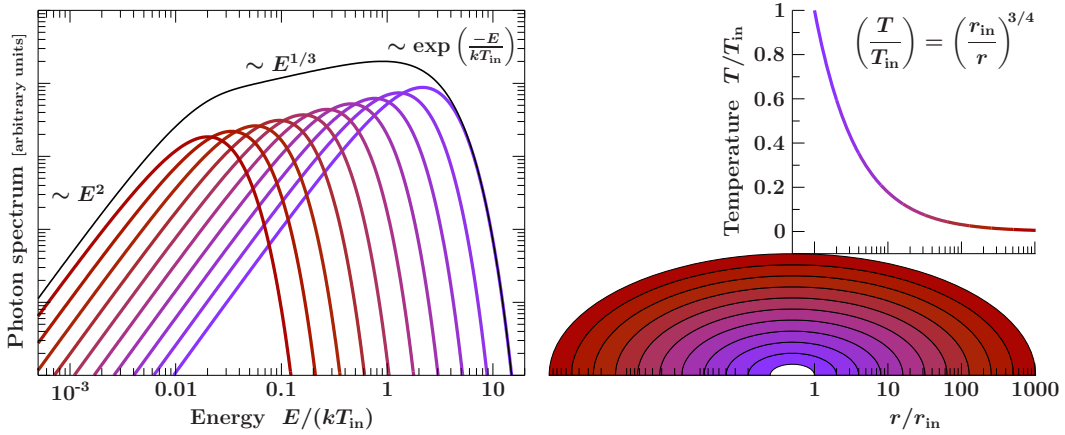 Photon spectrum [arbitrary units]
∼ E^2
∼ E^{1/3}
∼ exp(−E/kT_in)
10^{-3} 0.01 0.1 1 10
Energy E/(kT_in)
Temperature T/T_in
1
0.8
0.6
0.4
0.2
0
(T/T_in) = (r_in/r)^{3/4}
1 10 100 1000
r/r_in